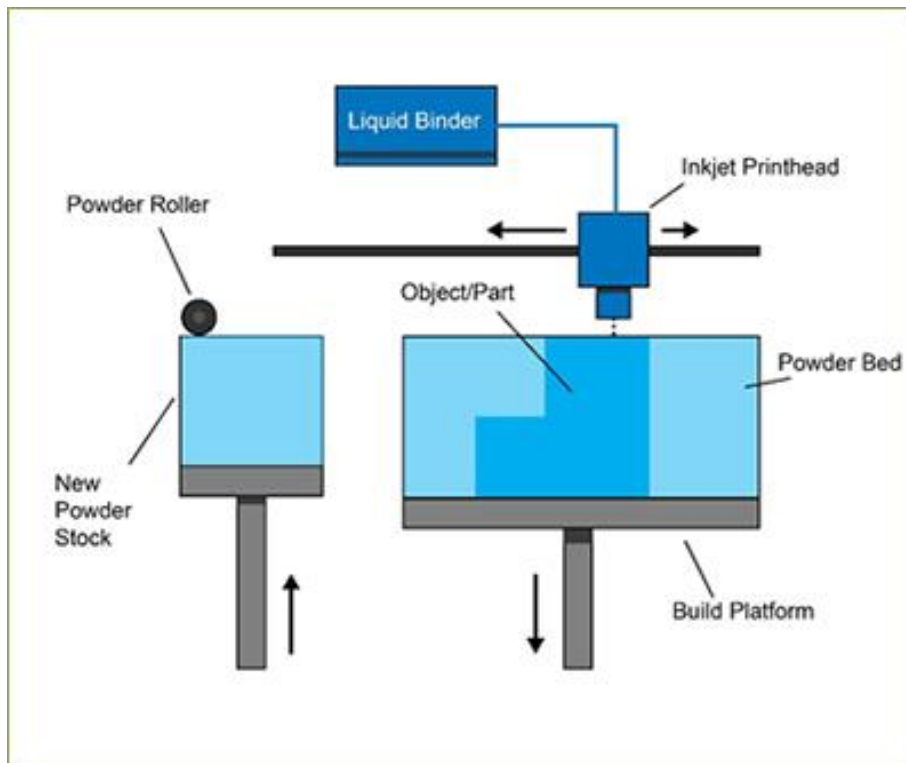 Liquid Binder
Inkjet Printhead
Powder Roller
Object/Part
Powder Bed
New
Powder
Stock
Build Platform